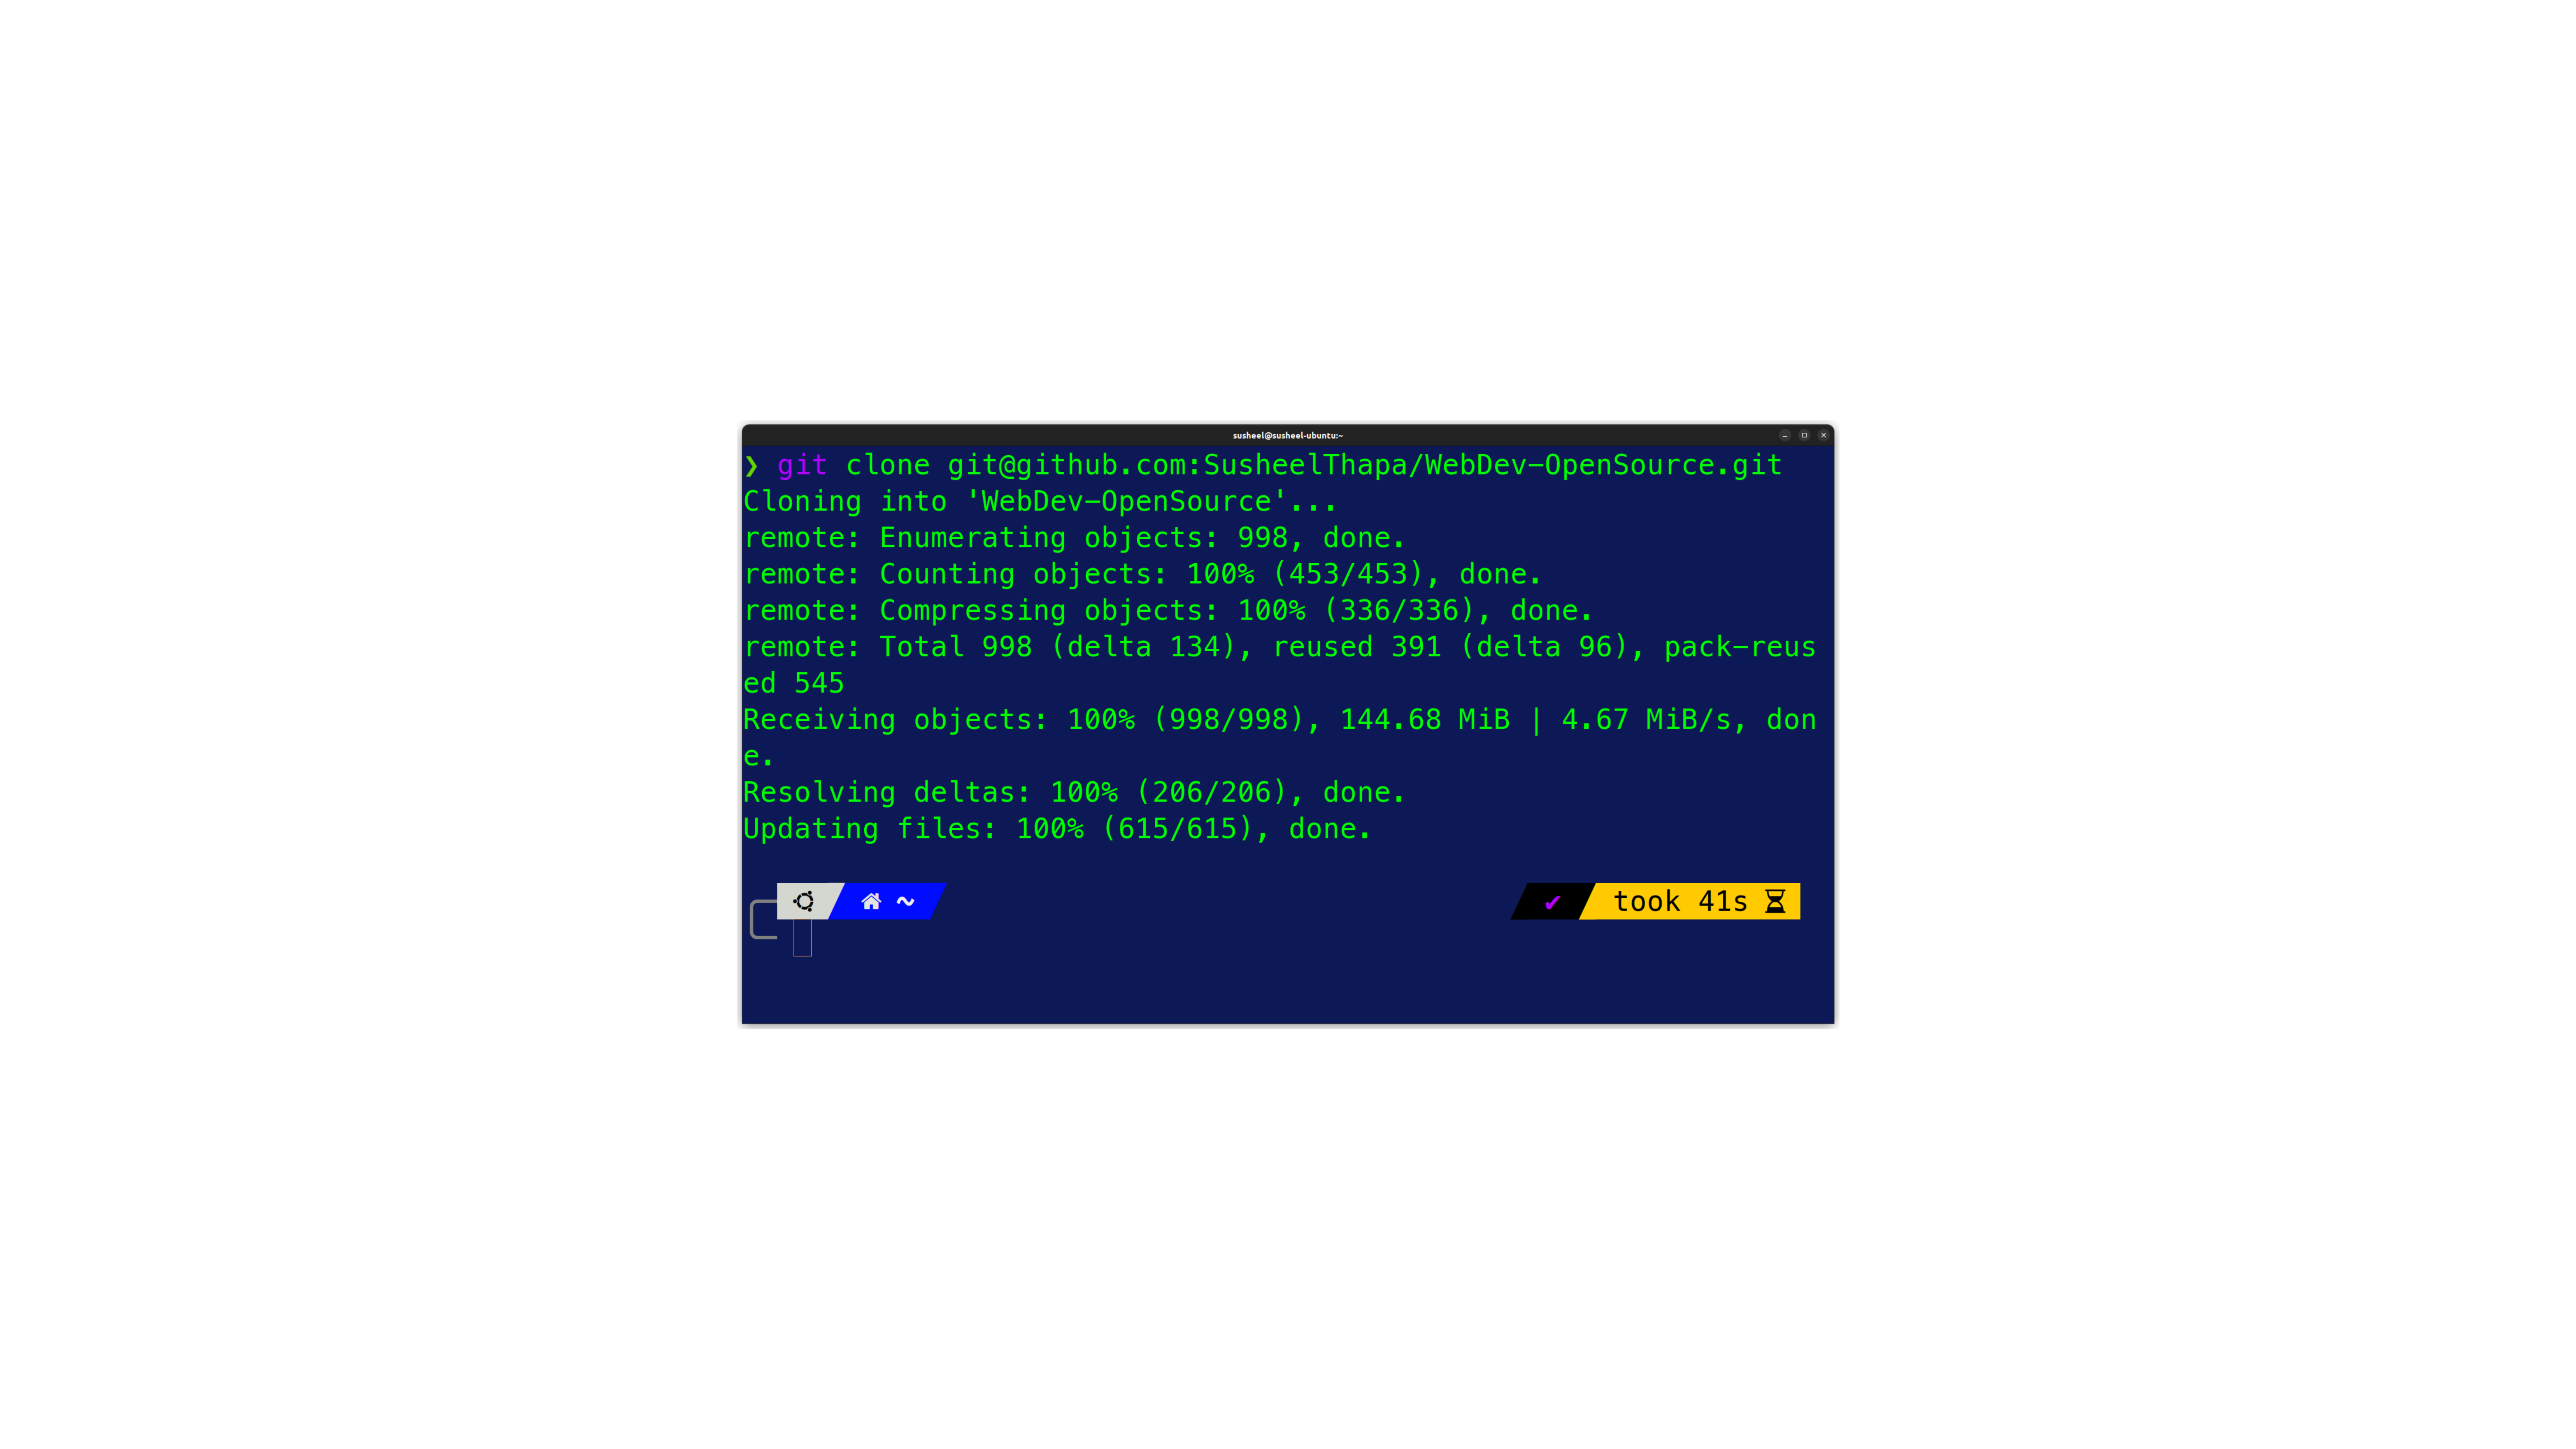 susheel@susheel-ubuntu:~
❯ git clone git@github.com:SusheelThapa/WebDev-OpenSource.git
Cloning into 'WebDev-OpenSource'...
remote: Enumerating objects: 998, done.
remote: Counting objects: 100% (453/453), done.
remote: Compressing objects: 100% (336/336), done.
remote: Total 998 (delta 134), reused 391 (delta 96), pack-reus
ed 545
Receiving objects: 100% (998/998), 144.68 MiB | 4.67 MiB/s, don
e.
Resolving deltas: 100% (206/206), done.
Updating files: 100% (615/615), done.
~ ✔ took 41s